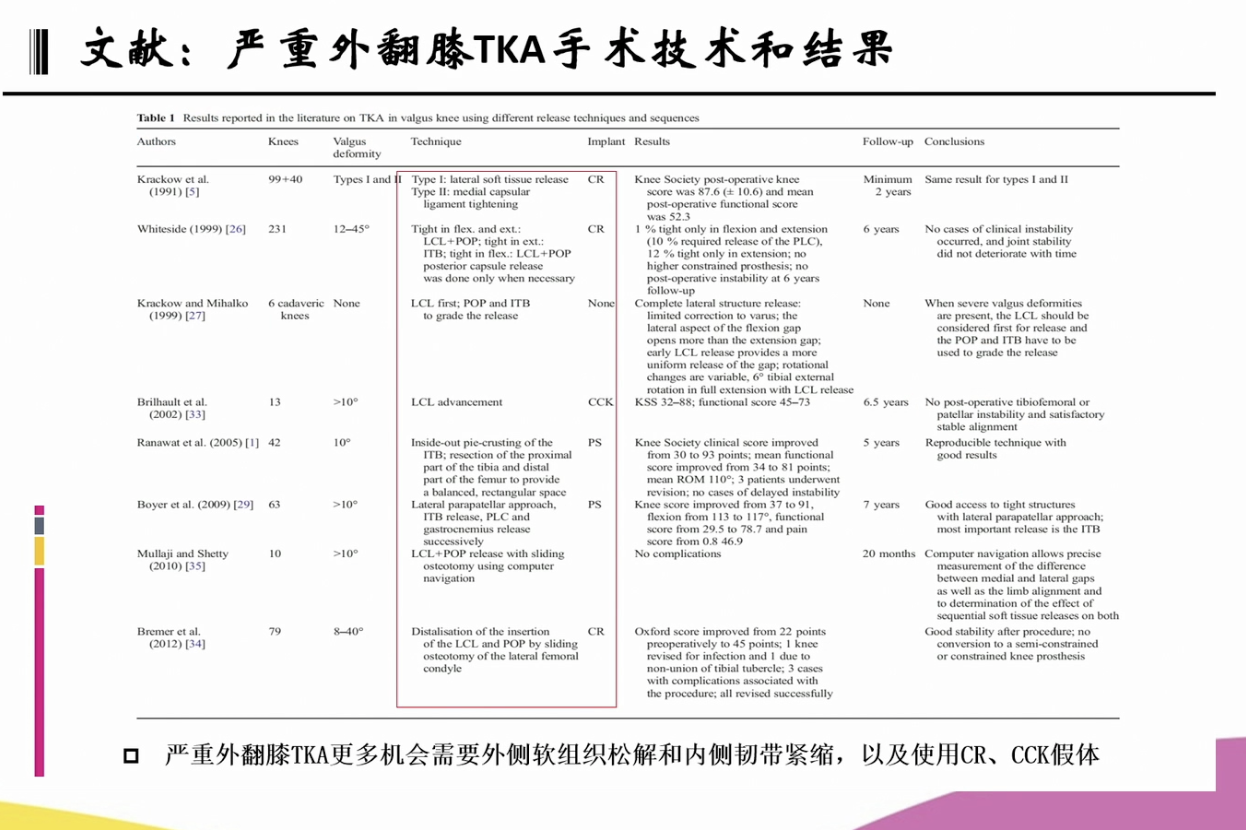 文献：严重外翻膝TKA手术技术和结果
Table 1 Results reported in the literature on TKA in valgus knee using different release techniques and sequences
Authors Knees Valgus deformity Technique Implant Results Follow-up Conclusions
Krackow et al. (1991) [5] 99+40 Types I and II Type I: lateral soft tissue release Type II: medial capsular ligament tightening CR Knee Society post-operative knee score was 87.6 (± 10.6) and mean post-operative functional score was 52.3 Minimum 2 years Same result for types I and II
Whiteside (1999) [26] 231 12–45° Tight in flex. and ext.: LCL+POP; tight in ext.: ITB; tight in flex.: LCL+POP posterior capsule release was done only when necessary CR 1 % tight only in flexion and extension (10 % required release of the PLC), 12 % tight only in extension; no higher constrained prosthesis; no post-operative instability at 6 years follow-up 6 years No cases of clinical instability occurred, and joint stability did not deteriorate with time
Krackow and Mihalko (1999) [27] 6 cadaveric knees None LCL first; POP and ITB to grade the release None Complete lateral structure release: limited correction to varus; the lateral aspect of the flexion gap opens more than the extension gap; early LCL release provides a more uniform release of the gap; rotational changes are variable, 6° tibial external rotation in full extension with LCL release None When severe valgus deformities are present, the LCL should be considered first for release and the POP and ITB have to be used to grade the release
Brilhault et al. (2002) [33] 13 >10° LCL advancement CCK KSS 32–88; functional score 45–73 6.5 years No post-operative tibiofemoral or patellar instability and satisfactory stable alignment
Ranawat et al. (2005) [1] 42 10° Inside-out pie-crusting of the ITB; resection of the proximal part of the tibia and distal part of the femur to provide a balanced, rectangular space PS Knee Society clinical score improved from 30 to 93 points; mean functional score improved from 34 to 81 points; mean ROM 110°; 3 patients underwent revision; no cases of delayed instability 5 years Reproducible technique with good results
Boyer et al. (2009) [29] 63 >10° Lateral parapatellar approach, ITB release, PLC and gastrocnemius release successively PS Knee score improved from 37 to 91, flexion from 113 to 117°, functional score from 29.5 to 78.7 and pain score from 0.8 46.9 7 years Good access to tight structures with lateral parapatellar approach; most important release is the ITB
Mullaji and Shetty (2010) [35] 10 >10° LCL+POP release with sliding osteotomy using computer navigation No complications 20 months Computer navigation allows precise measurement of the difference between medial and lateral gaps as well as the limb alignment and to determination of the effect of sequential soft tissue releases on both
Bremer et al. (2012) [34] 79 8–40° Distalisation of the insertion of the LCL and POP by sliding osteotomy of the lateral femoral condyle CR Oxford score improved from 22 points preoperatively to 45 points; 1 knee revised for infection and 1 due to non-union of tibial tubercle; 3 cases with complications associated with the procedure; all revised successfully Good stability after procedure; no conversion to a semi-constrained or constrained knee prosthesis
严重外翻膝TKA更多机会需要外侧软组织松解和内侧韧带紧缩，以及使用CR、CCK假体